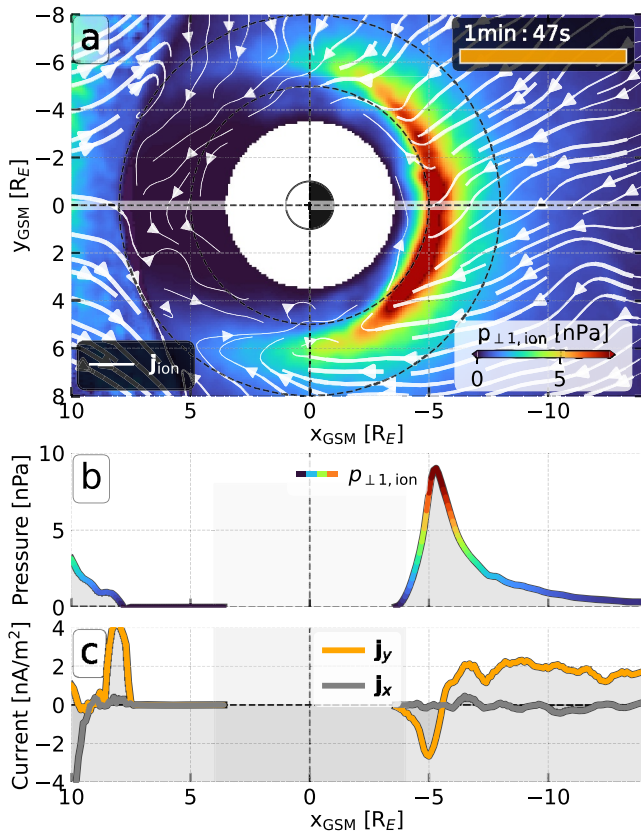 a
1min : 47s
−8
−6
−4
−2
0
2
4
6
8
y_GSM [R_E]
j_ion
p_⊥1,ion [nPa]
0 5
10 5 0 −5 −10
x_GSM [R_E]
b
p_⊥1,ion
10
5
0
Pressure [nPa]
c
j_y
j_x
4
2
0
−2
−4
Current [nA/m²]
10 5 0 −5 −10
x_GSM [R_E]